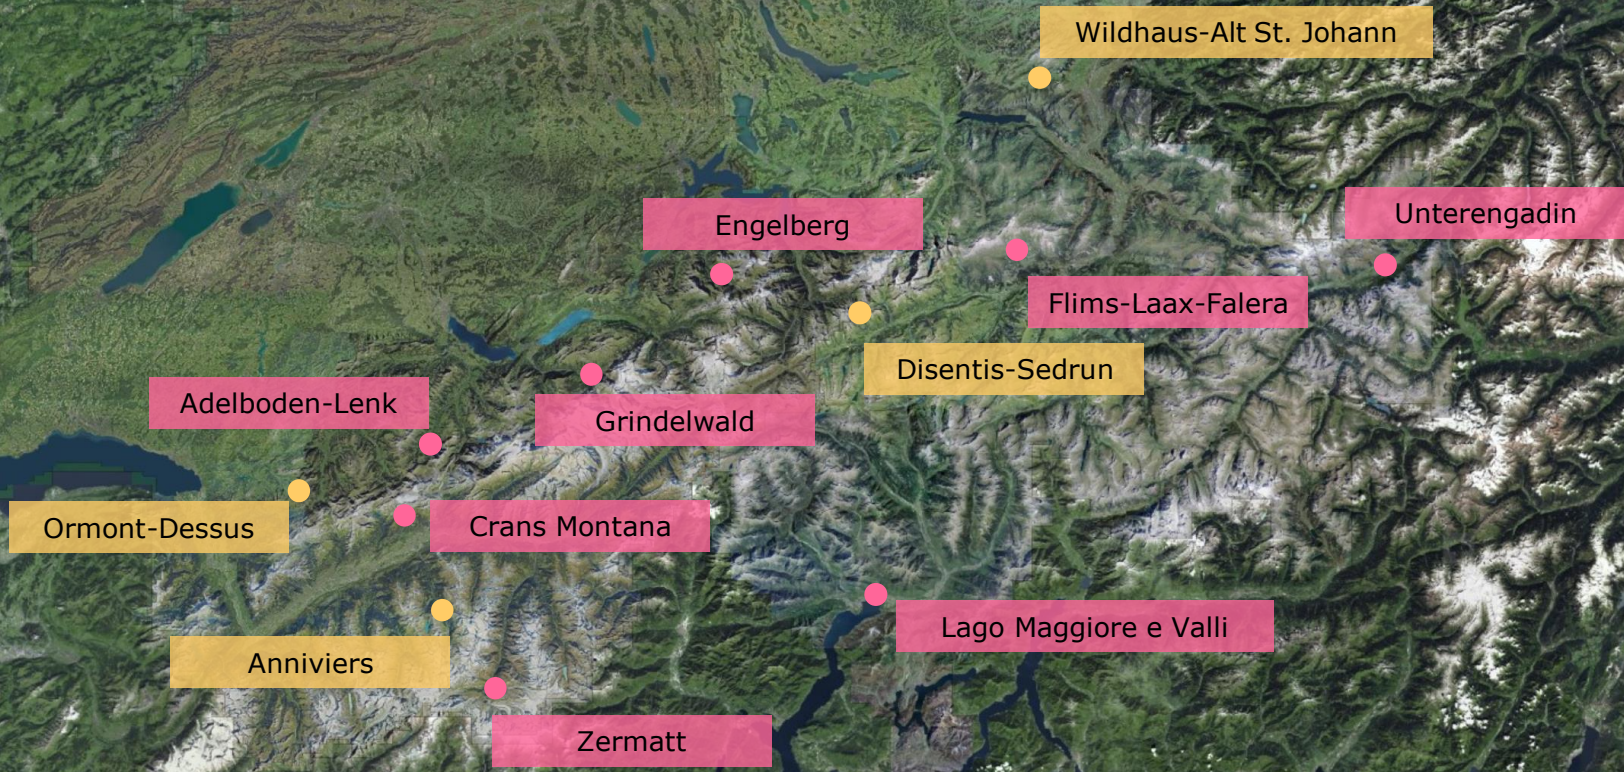 Wildhaus-Alt St. Johann
Unterengadin
Engelberg
Flims-Laax-Falera
Disentis-Sedrun
Adelboden-Lenk
Grindelwald
Ormont-Dessus
Crans Montana
Lago Maggiore e Valli
Anniviers
Zermatt